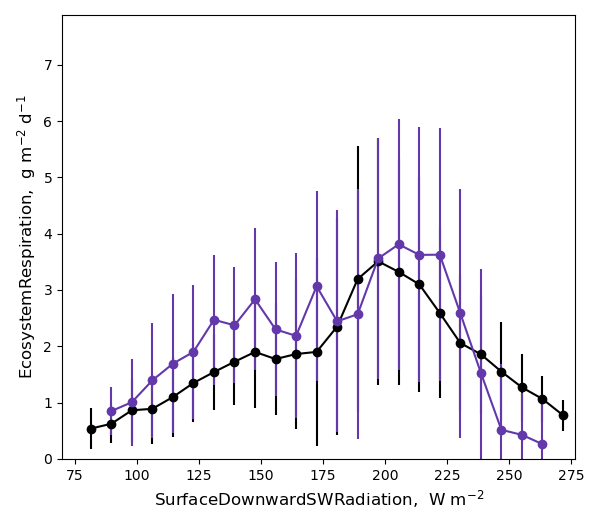 7
6
5
4
3
2
1
0
EcosystemRespiration,  g m⁻² d⁻¹
75 100 125 150 175 200 225 250 275
SurfaceDownwardSWRadiation,  W m⁻²